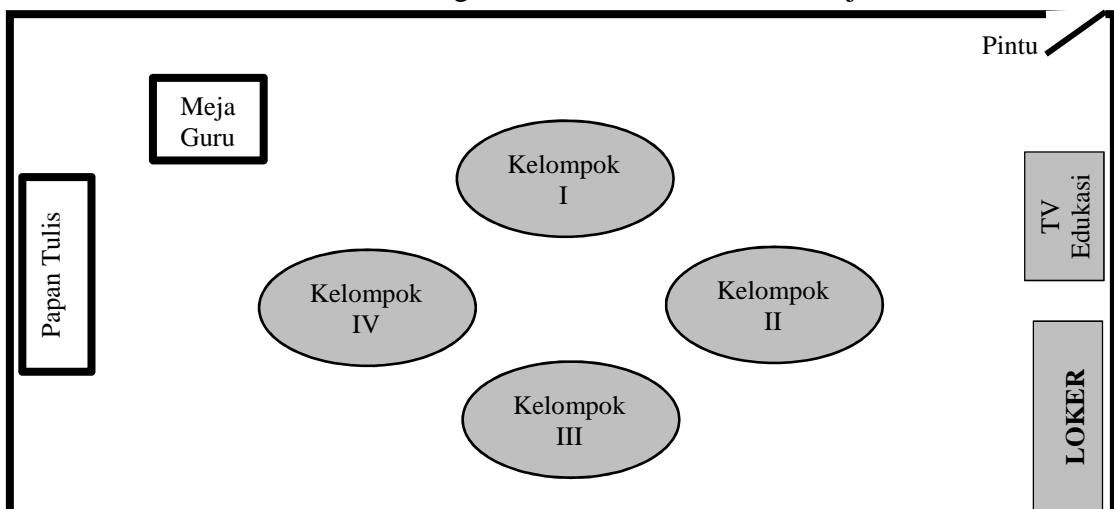 Pintu
Meja
Guru
Kelompok
I
TV
Edukasi
Papan Tulis
Kelompok
IV
Kelompok
II
Kelompok
III
LOKER